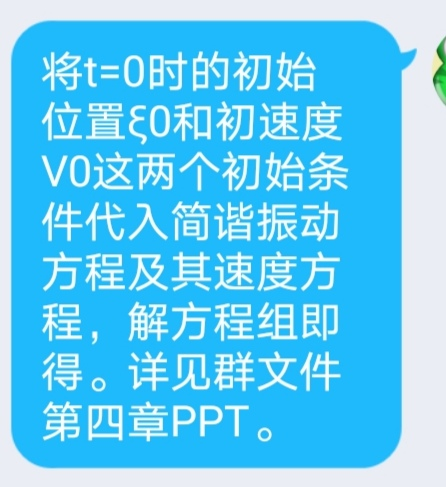 将t=0时的初始
位置ξ0和初速度
V0这两个初始条
件代入简谐振动
方程及其速度方
程，解方程组即
得。详见群文件
第四章PPT。